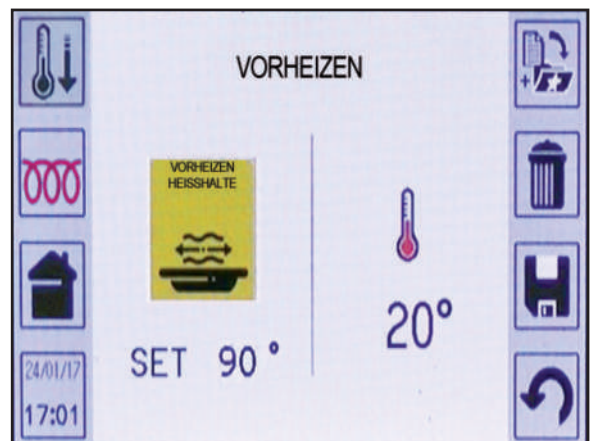 VORHEIZEN
VORHEIZEN
HEISSHALTE
SET 90°
20°
24/01/17
17:01